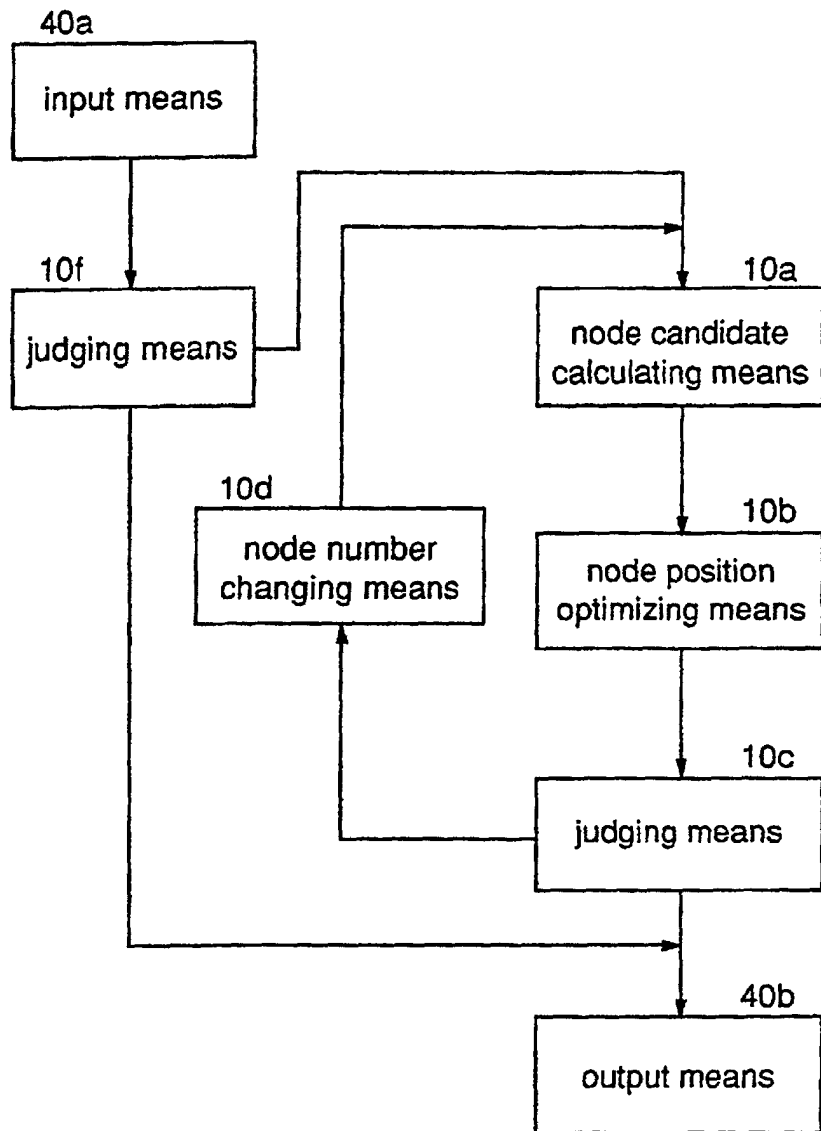 40a
input means
10f
judging means
10a
node candidate
calculating means
10d
node number
changing means
10b
node position
optimizing means
10c
judging means
40b
output means